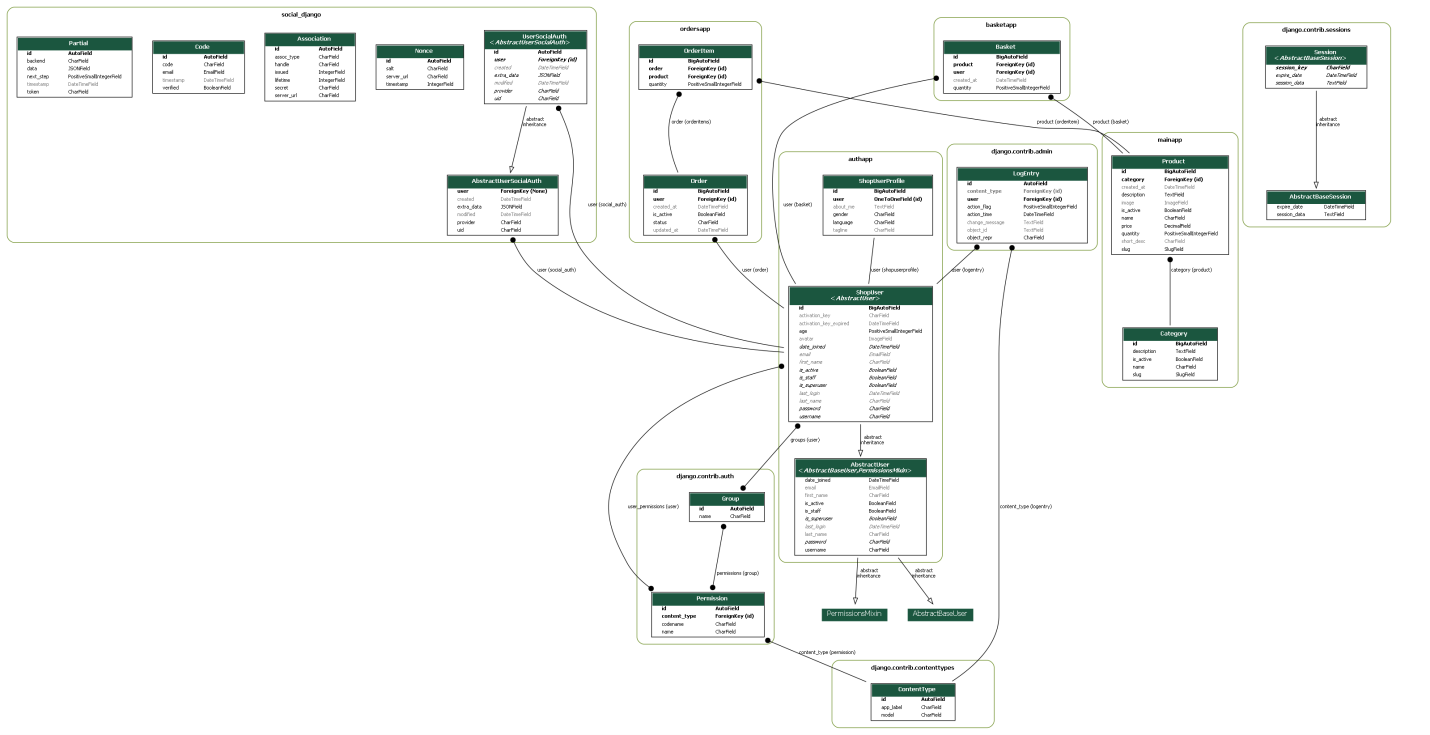 social_django
Partial
id AutoField
backend CharField
data JSONField
next_step PositiveSmallIntegerField
timestamp DateTimeField
token CharField
Code
id AutoField
code CharField
email EmailField
timestamp DateTimeField
verified BooleanField
Association
id AutoField
assoc_type CharField
handle CharField
issued IntegerField
lifetime IntegerField
secret CharField
server_url CharField
Nonce
id AutoField
salt CharField
server_url CharField
timestamp IntegerField
UserSocialAuth
<AbstractUserSocialAuth>
id AutoField
user ForeignKey (id)
created DateTimeField
extra_data JSONField
modified DateTimeField
provider CharField
uid CharField
abstract
inheritance
AbstractUserSocialAuth
user ForeignKey (None)
created DateTimeField
extra_data JSONField
modified DateTimeField
provider CharField
uid CharField
user (social_auth)
user (social_auth)
ordersapp
OrderItem
id BigAutoField
order ForeignKey (id)
product ForeignKey (id)
quantity PositiveSmallIntegerField
order (orderitems)
Order
id BigAutoField
user ForeignKey (id)
created_at DateTimeField
is_active BooleanField
status CharField
updated_at DateTimeField
user (order)
basketapp
Basket
id BigAutoField
product ForeignKey (id)
user ForeignKey (id)
created_at DateTimeField
quantity PositiveSmallIntegerField
product (orderitem)
product (basket)
user (basket)
django.contrib.sessions
Session
<AbstractBaseSession>
session_key CharField
expire_date DateTimeField
session_data TextField
abstract
inheritance
AbstractBaseSession
expire_date DateTimeField
session_data TextField
mainapp
Product
id BigAutoField
category ForeignKey (id)
created_at DateTimeField
description TextField
image ImageField
is_active BooleanField
name CharField
price DecimalField
quantity PositiveSmallIntegerField
short_desc CharField
slug SlugField
category (product)
Category
id BigAutoField
description TextField
is_active BooleanField
name CharField
slug SlugField
django.contrib.admin
LogEntry
id AutoField
content_type ForeignKey (id)
user ForeignKey (id)
action_flag PositiveSmallIntegerField
action_time DateTimeField
change_message TextField
object_id TextField
object_repr CharField
user (logentry)
content_type (logentry)
authapp
ShopUserProfile
id BigAutoField
user OneToOneField (id)
about_me TextField
gender CharField
language CharField
tagline CharField
user (shopuserprofile)
ShopUser
<AbstractUser>
id BigAutoField
activation_key CharField
activation_key_expired DateTimeField
age PositiveSmallIntegerField
avatar ImageField
date_joined DateTimeField
email EmailField
first_name CharField
is_active BooleanField
is_staff BooleanField
is_superuser BooleanField
last_login DateTimeField
last_name CharField
password CharField
username CharField
abstract
inheritance
AbstractUser
<AbstractBaseUser,PermissionsMixin>
date_joined DateTimeField
email EmailField
first_name CharField
is_active BooleanField
is_staff BooleanField
is_superuser BooleanField
last_login DateTimeField
last_name CharField
password CharField
username CharField
abstract
inheritance
abstract
inheritance
PermissionsMixin
AbstractBaseUser
groups (user)
user_permissions (user)
django.contrib.auth
Group
id AutoField
name CharField
permissions (group)
Permission
id AutoField
content_type ForeignKey (id)
codename CharField
name CharField
content_type (permission)
django.contrib.contenttypes
ContentType
id AutoField
app_label CharField
model CharField